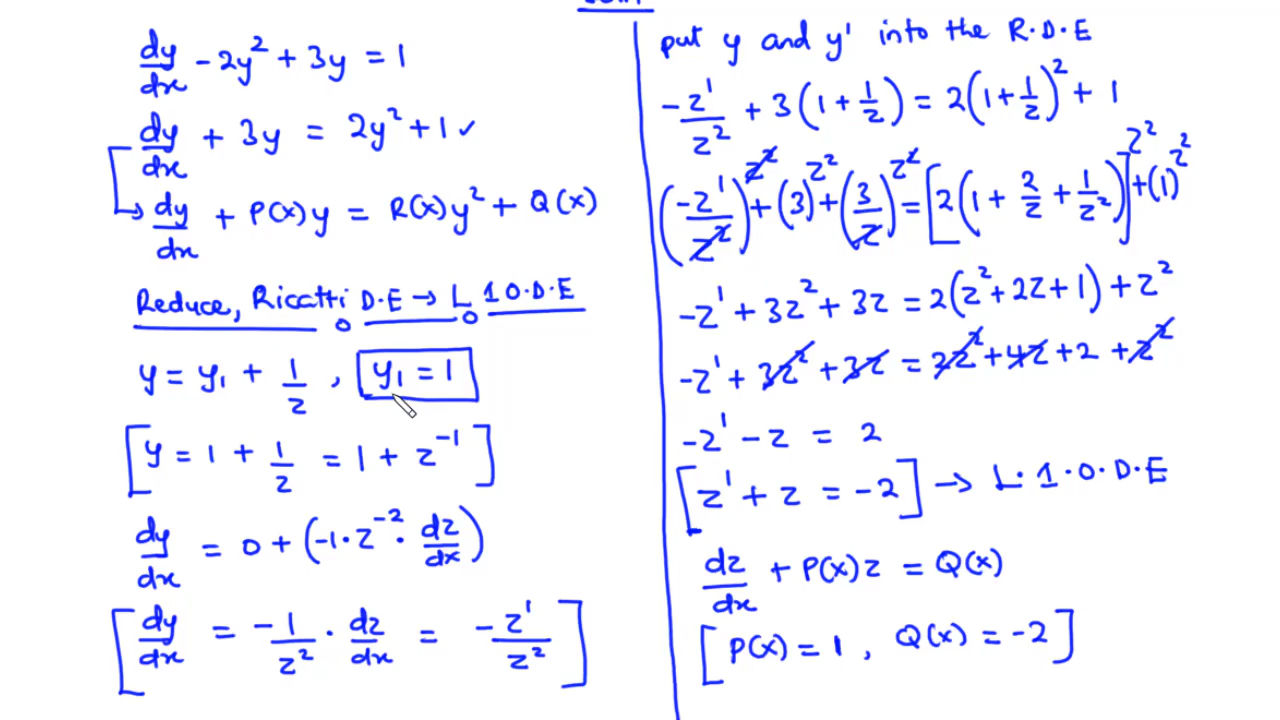 dy/dx - 2y² + 3y = 1
dy/dx + 3y = 2y² + 1 ✓
dy/dx + P(x)y = R(x)y² + Q(x)
Reduce, Ricatti D.E → L 1 O.D.E
y = y₁ + 1/z , y₁ = 1
[y = 1 + 1/z = 1 + z⁻¹]
dy/dx = 0 + (-1 · z⁻² · dz/dx)
[dy/dx = -1/z² · dz/dx = -z'/z²]
put y and y' into the R.D.E
-z'/z² + 3(1 + 1/z) = 2(1 + 1/z)² + 1
(-z'/z²)z² + (3)z² + (3/z)z² = [2(1 + 2/z + 1/z²)]z² + (1)z²
-z' + 3z² + 3z = 2(z² + 2z + 1) + z²
-z' + 3z² + 3z = 2z² + 4z + 2 + z²
-z' - z = 2
[z' + z = -2] → L.1.O.D.E
dz/dx + P(x)z = Q(x)
[P(x) = 1 , Q(x) = -2]